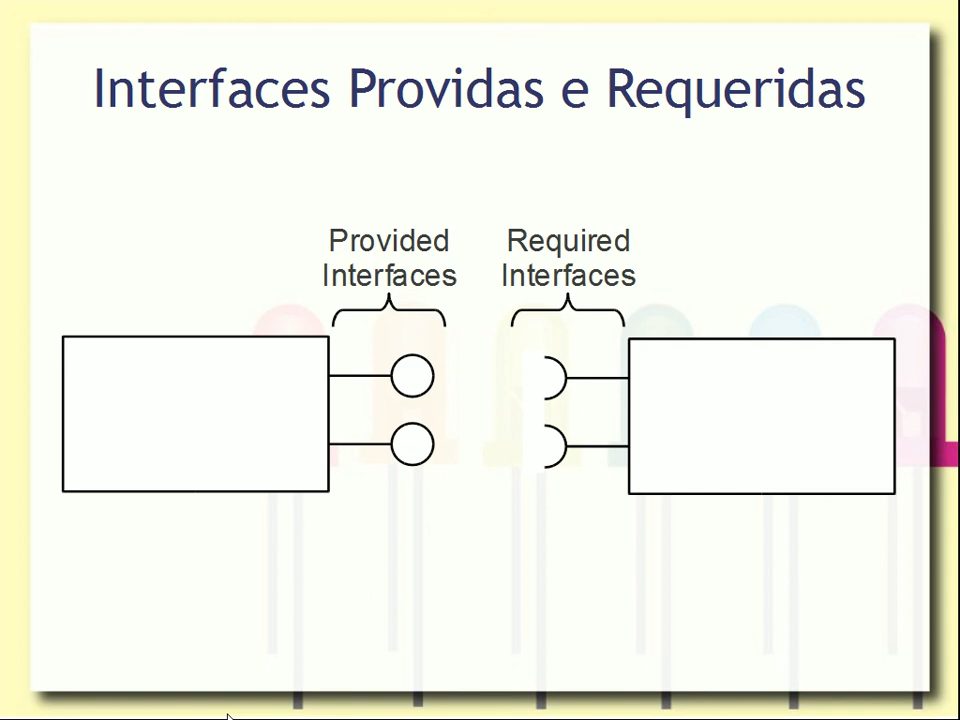 Interfaces Providas e Requeridas
Provided
Interfaces
Required
Interfaces